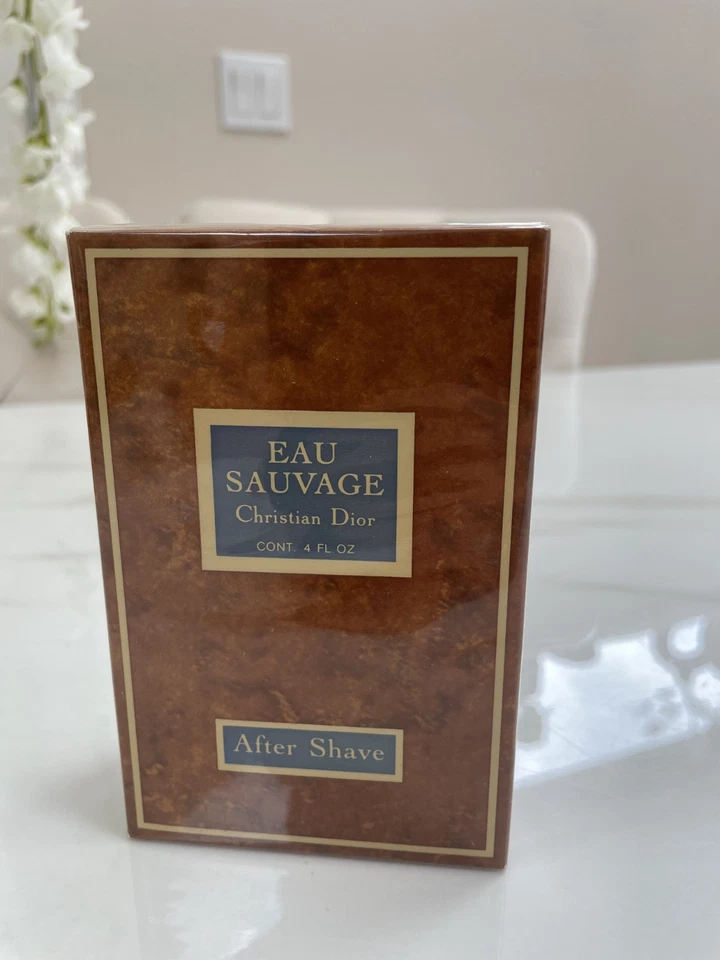 EAU
SAUVAGE
Christian Dior
CONT. 4 FL OZ
After Shave